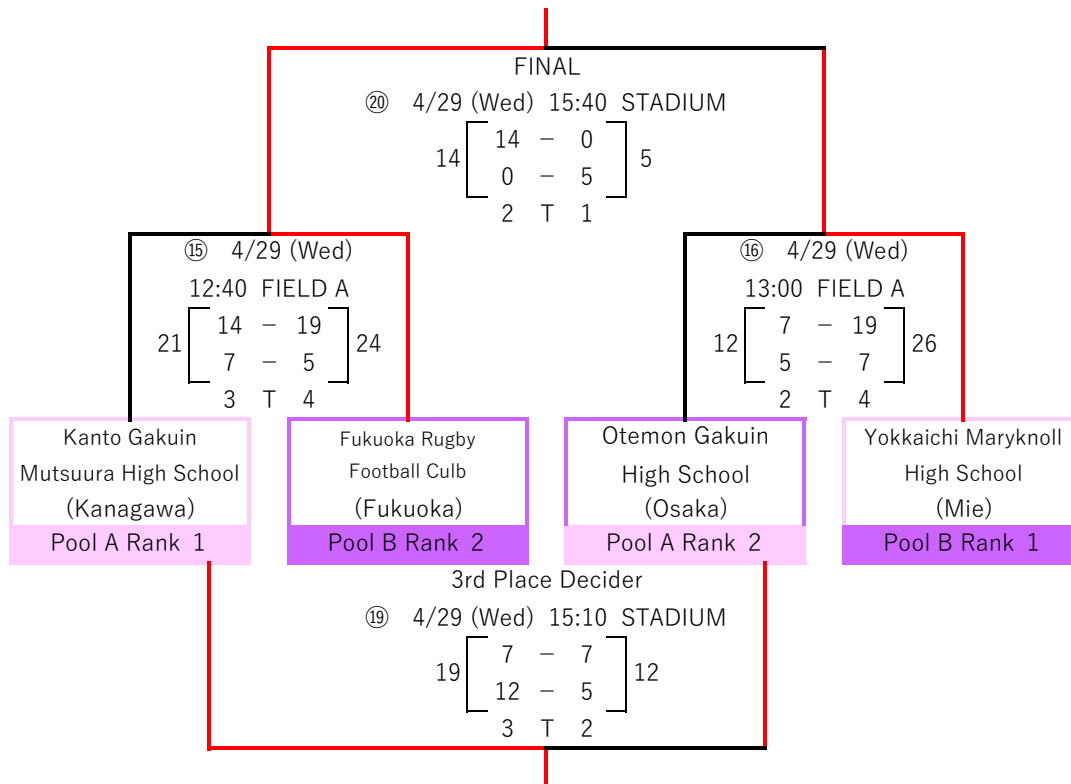 FINAL
⑳ 4/29 (Wed) 15:40 STADIUM
14 － 0
14 5
0 － 5
2 T 1
⑮ 4/29 (Wed)
12:40 FIELD A
14 － 19
21 24
7 － 5
3 T 4
⑯ 4/29 (Wed)
13:00 FIELD A
7 － 19
12 26
5 － 7
2 T 4
Kanto Gakuin
Mutsuura High School
(Kanagawa)
Pool A Rank 1
Fukuoka Rugby
Football Culb
(Fukuoka)
Pool B Rank 2
Otemon Gakuin
High School
(Osaka)
Pool A Rank 2
Yokkaichi Maryknoll
High School
(Mie)
Pool B Rank 1
3rd Place Decider
⑲ 4/29 (Wed) 15:10 STADIUM
7 － 7
19 12
12 － 5
3 T 2